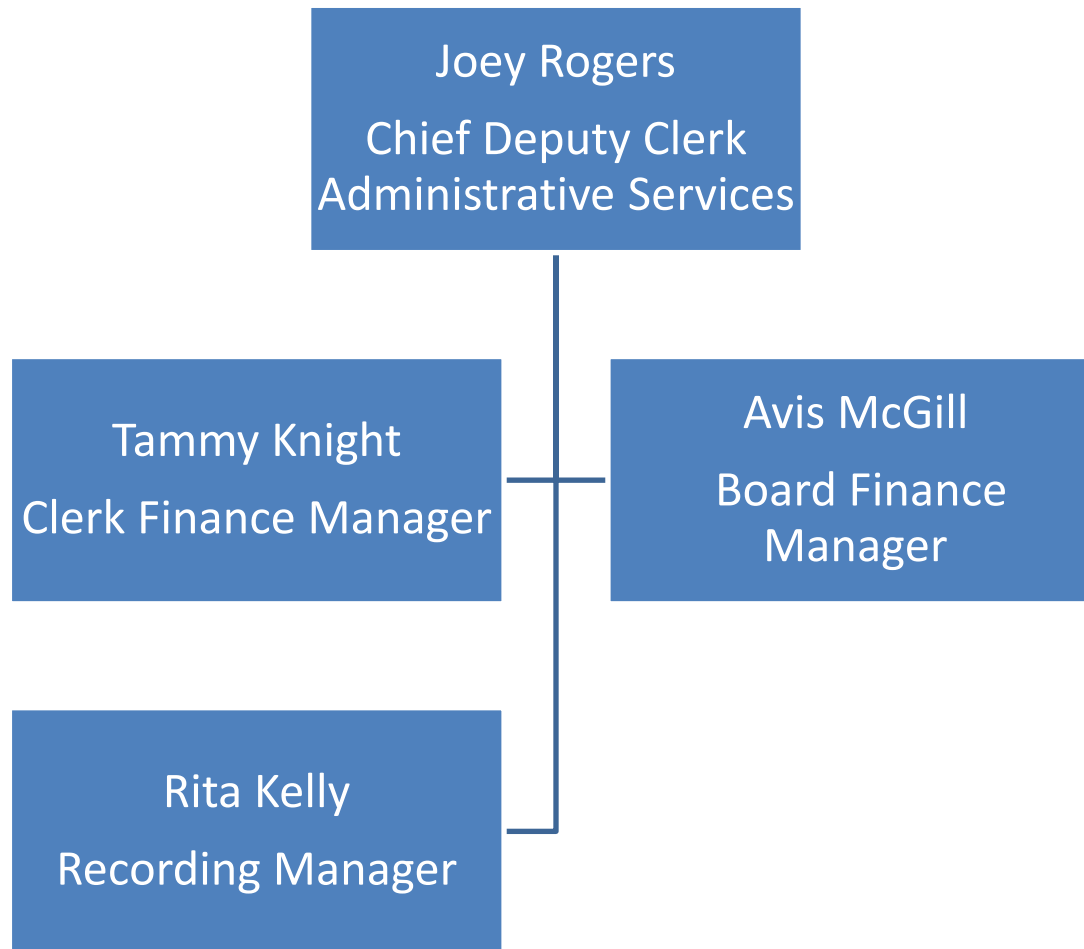 Joey Rogers
Chief Deputy Clerk
Administrative Services
Tammy Knight
Clerk Finance Manager
Avis McGill
Board Finance
Manager
Rita Kelly
Recording Manager